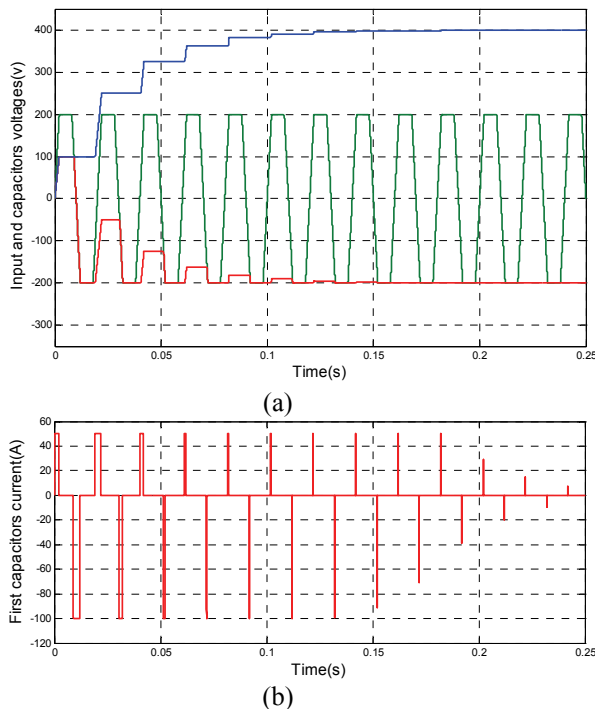 400
300
200
100
0
-100
-200
-300
Input and capacitors voltages(v)
0 0.05 0.1 0.15 0.2 0.25
Time(s)
(a)
60
40
20
0
-20
-40
-60
-80
-100
-120
First capacitors current(A)
0 0.05 0.1 0.15 0.2 0.25
Time(s)
(b)